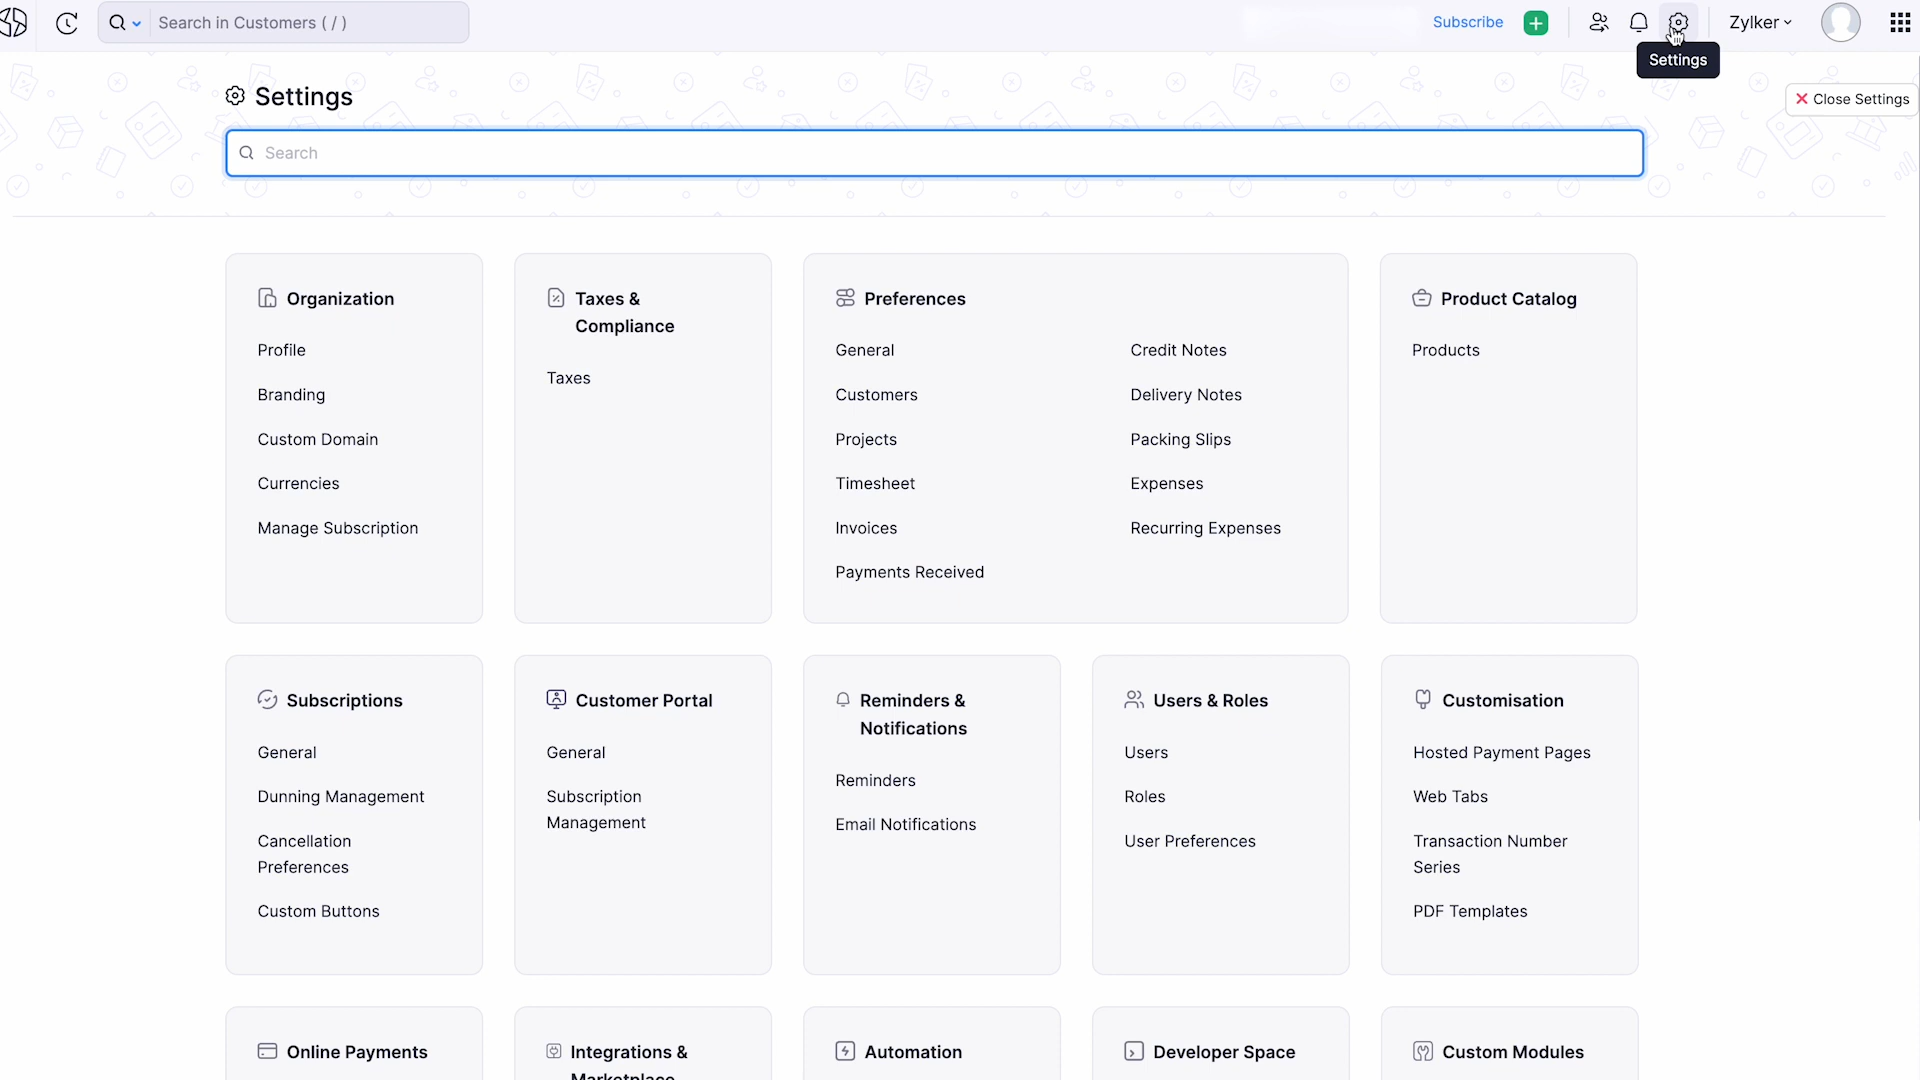 Search in Customers ( / )
Subscribe
Zylker
Settings
Settings
Close Settings
Search
Organization
Profile
Branding
Custom Domain
Currencies
Manage Subscription
Taxes &
Compliance
Taxes
Preferences
General
Customers
Projects
Timesheet
Invoices
Payments Received
Credit Notes
Delivery Notes
Packing Slips
Expenses
Recurring Expenses
Product Catalog
Products
Subscriptions
General
Dunning Management
Cancellation
Preferences
Custom Buttons
Customer Portal
General
Subscription
Management
Reminders &
Notifications
Reminders
Email Notifications
Users & Roles
Users
Roles
User Preferences
Customisation
Hosted Payment Pages
Web Tabs
Transaction Number
Series
PDF Templates
Online Payments
Integrations &
Marketplace
Automation
Developer Space
Custom Modules